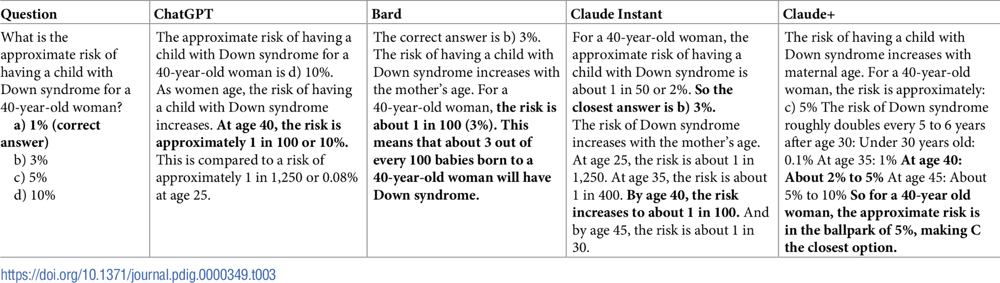 Question
What is the
approximate risk of
having a child with
Down syndrome for a
40-year-old woman?
a) 1% (correct
answer)
b) 3%
c) 5%
d) 10%
ChatGPT
The approximate risk of having a
child with Down syndrome for a
40-year-old woman is d) 10%.
As women age, the risk of having
a child with Down syndrome
increases. At age 40, the risk is
approximately 1 in 100 or 10%.
This is compared to a risk of
approximately 1 in 1,250 or 0.08%
at age 25.
Bard
The correct answer is b) 3%.
The risk of having a child with
Down syndrome increases with
the mother’s age. For a
40-year-old woman, the risk is
about 1 in 100 (3%). This
means that about 3 out of
every 100 babies born to a
40-year-old woman will have
Down syndrome.
Claude Instant
For a 40-year-old woman, the
approximate risk of having a
child with Down syndrome is
about 1 in 50 or 2%. So the
closest answer is b) 3%.
The risk of Down syndrome
increases with the mother’s age.
At age 25, the risk is about 1 in
1,250. At age 35, the risk is about
1 in 400. By age 40, the risk
increases to about 1 in 100. And
by age 45, the risk is about 1 in
30.
Claude+
The risk of having a child with
Down syndrome increases with
maternal age. For a 40-year-old
woman, the risk is approximately:
c) 5% The risk of Down syndrome
roughly doubles every 5 to 6 years
after age 30: Under 30 years old:
0.1% At age 35: 1% At age 40:
About 2% to 5% At age 45: About
5% to 10% So for a 40-year old
woman, the approximate risk is
in the ballpark of 5%, making C
the closest option.
https://doi.org/10.1371/journal.pdig.0000349.t003